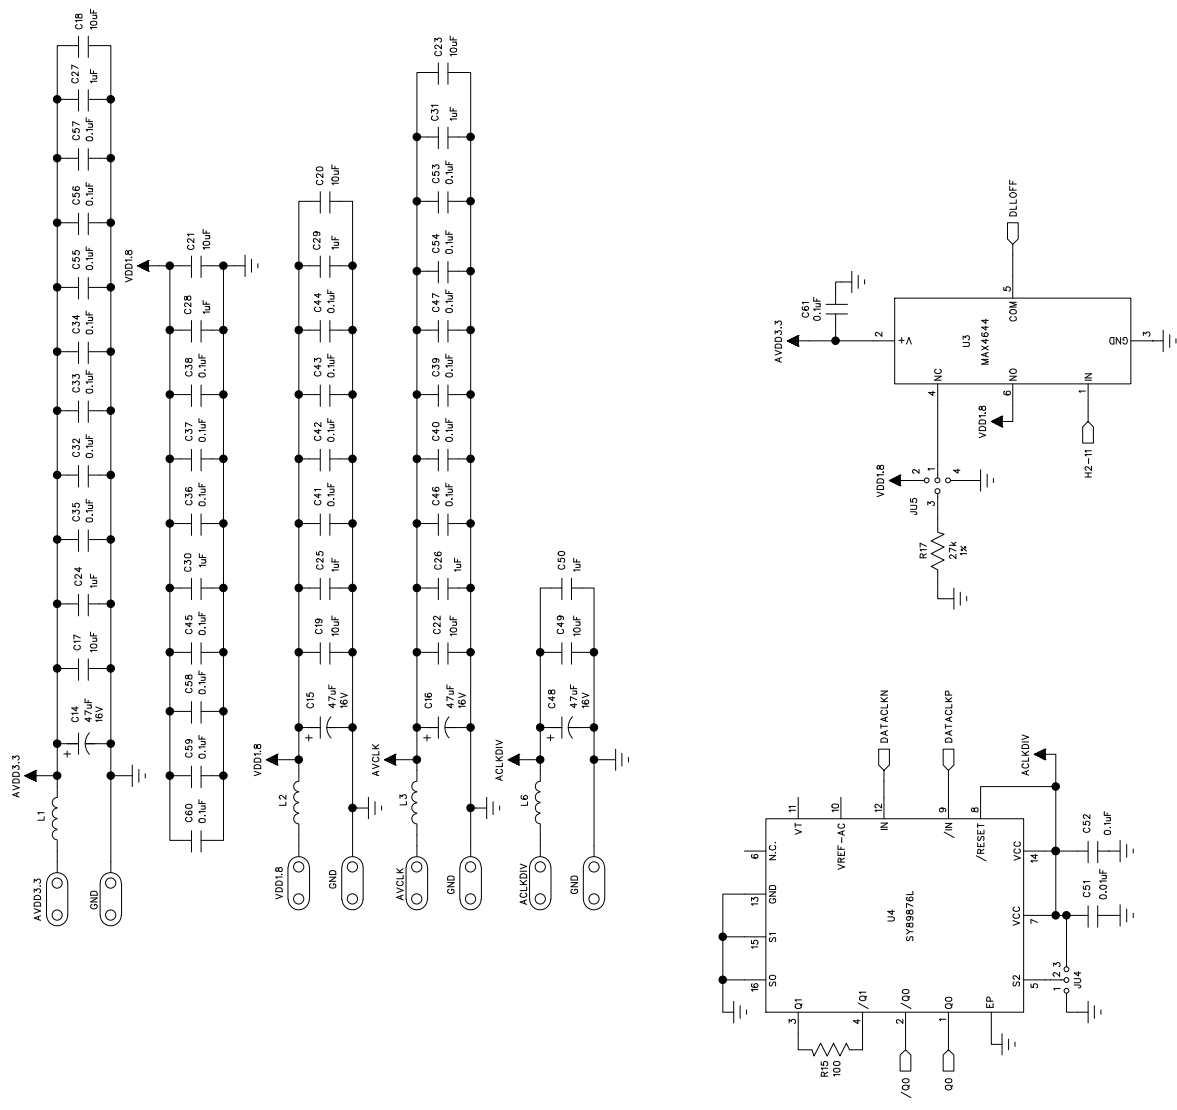 C18
10uF
C27
1uF
C57
0.1uF
C56
0.1uF
C55
0.1uF
C34
0.1uF
C33
0.1uF
C32
0.1uF
C35
0.1uF
C24
1uF
C17
10uF
C14
47uF
16V
+
AVDD3.3
L1
AVDD3.3
GND
VDD1.8
C21
10uF
C28
1uF
C38
0.1uF
C37
0.1uF
C36
0.1uF
C30
1uF
C45
0.1uF
C58
0.1uF
C59
0.1uF
C60
0.1uF
C20
10uF
C29
1uF
C44
0.1uF
C43
0.1uF
C42
0.1uF
C41
0.1uF
C25
1uF
C19
10uF
C15
47uF
16V
+
VDD1.8
L2
VDD1.8
GND
C23
10uF
C31
1uF
C53
0.1uF
C54
0.1uF
C47
0.1uF
C39
0.1uF
C40
0.1uF
C46
0.1uF
C26
1uF
C22
10uF
C16
47uF
16V
+
AVCLK
L3
AVCLK
GND
C50
1uF
C49
10uF
C48
47uF
16V
+
ACLKDIV
L6
ACLKDIV
GND
DLLOFF
AVDD3.3
C61
0.1uF
2
V+
5
COM
U3
MAX4644
GND
3
NC
4
NO
6
IN
1
VDD1.8
H2-11
VDD1.8
2
1
4
3
JU5
R17
27k
1%
DATACLKN
DATACLKP
ACLKDIV
11
VT
10
VREF-AC
12
IN
9
/IN
8
/RESET
6
N.C.
13
GND
15
S1
16
S0
U4
SY89876L
VCC
14
VCC
7
S2
5
C52
0.1uF
C51
0.01uF
3
2
1
JU4
Q1
3
/Q1
4
/Q0
2
Q0
1
EP
R15
100
/Q0
Q0